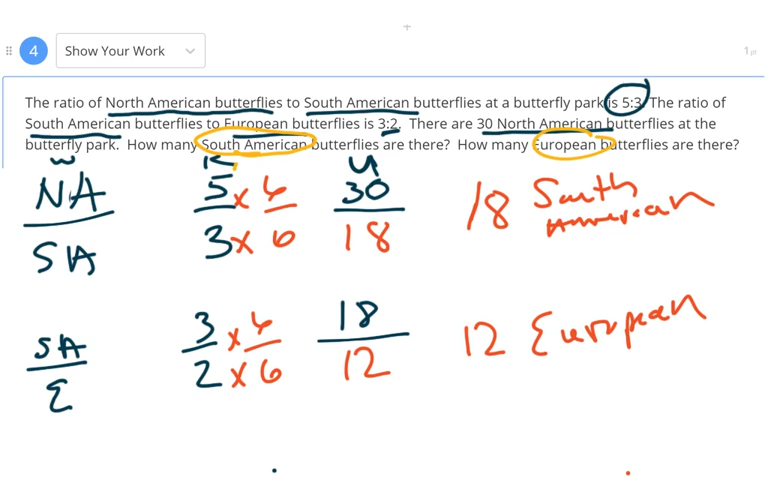 4 Show Your Work 1pt
The ratio of North American butterflies to South American butterflies at a butterfly park is 5:3. The ratio of
South American butterflies to European butterflies is 3:2. There are 30 North American butterflies at the
butterfly park. How many South American butterflies are there? How many European butterflies are there?
W K U
NA 5 x 6 30 18 South
SA 3 x 6 18 American
SA 3 x 6 18 12 European
E 2 x 6 12